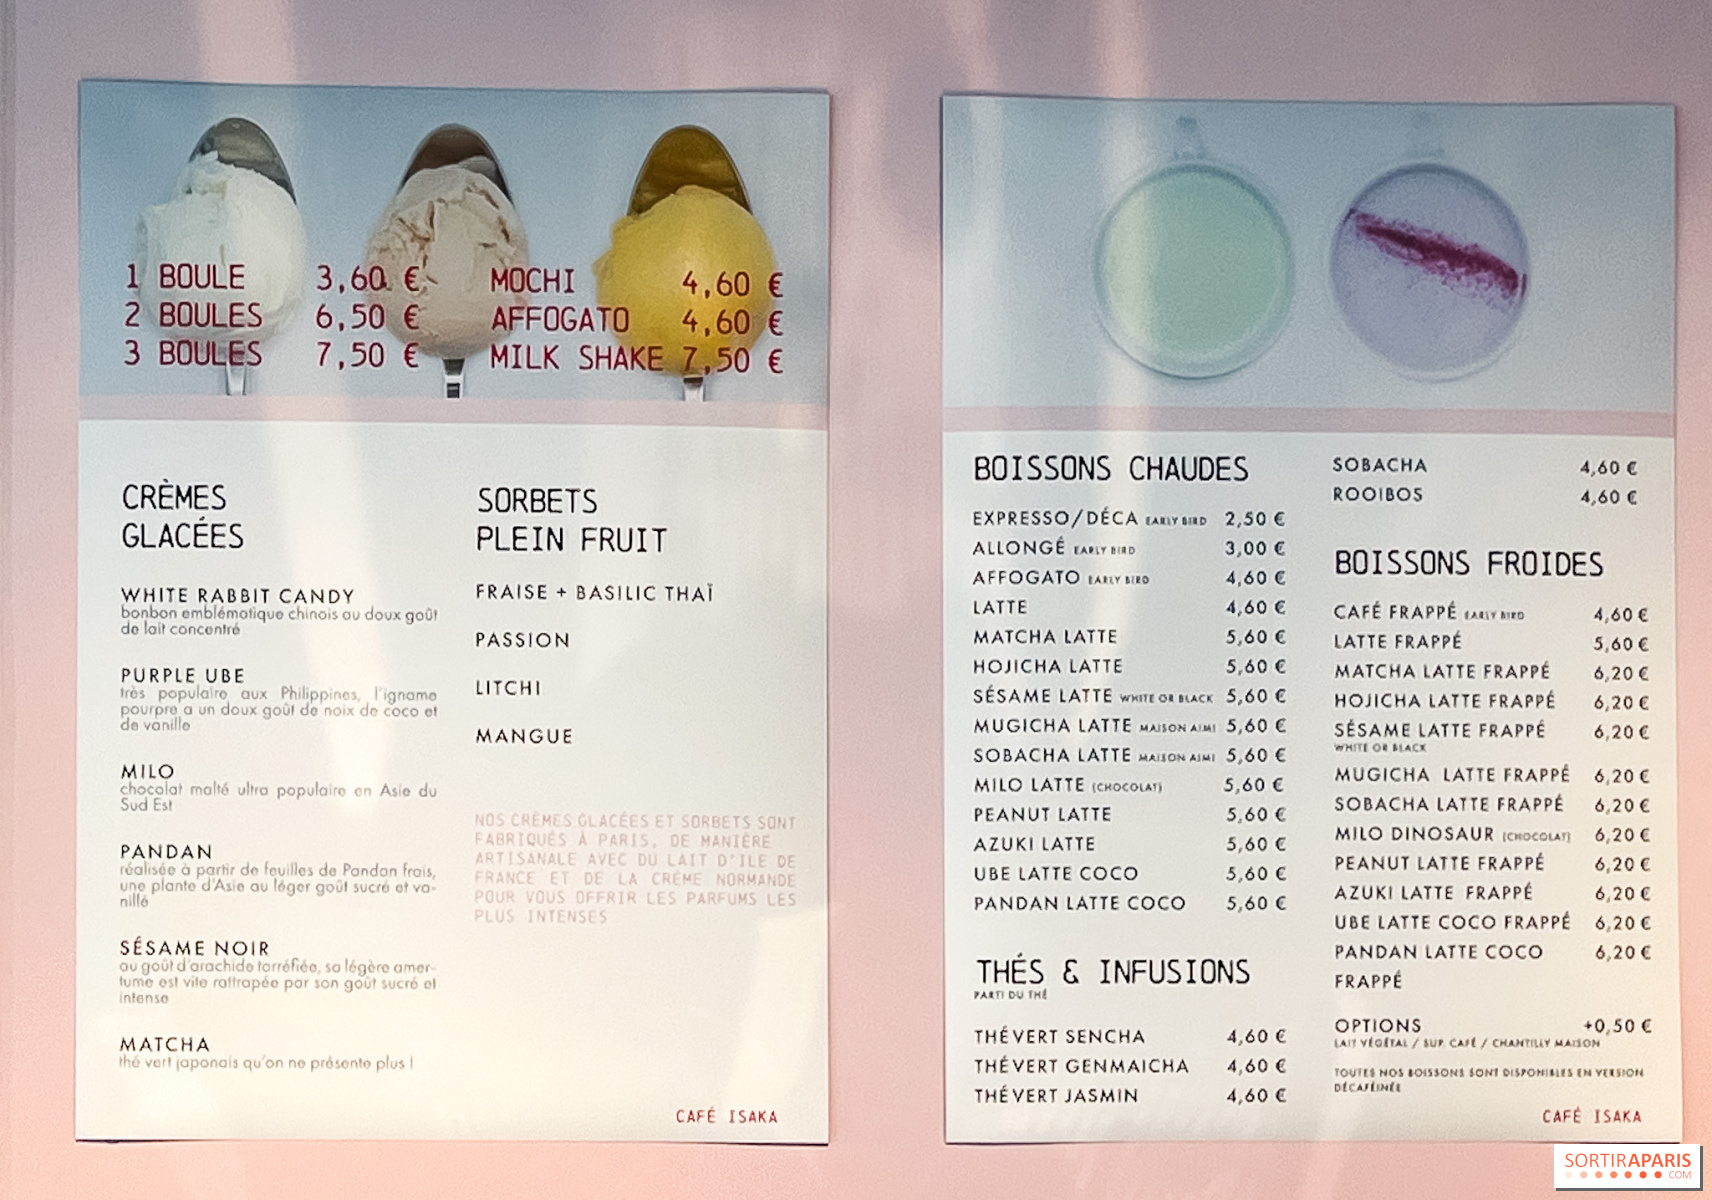 1 BOULE 3,60 €
2 BOULES 6,50 €
3 BOULES 7,50 €
MOCHI 4,60 €
AFFOGATO 4,60 €
MILK SHAKE 7,50 €
CRÈMES
GLACÉES
WHITE RABBIT CANDY
bonbon emblématique chinois au doux goût
de lait concentré
PURPLE UBE
très populaire aux Philippines, l'igname
pourpre a un doux goût de noix de coco et
de vanille
MILO
chocolat malté ultra populaire en Asie du
Sud Est
PANDAN
réalisée à partir de feuilles de Pandan frais,
une plante d'Asie au léger goût sucré et va-
nillé
SÉSAME NOIR
au goût d'arachide torréfiée, sa légère amer-
tume est vite rattrapée par son goût sucré et
intense
MATCHA
thé vert japonais qu'on ne présente plus !
SORBETS
PLEIN FRUIT
FRAISE + BASILIC THAÏ
PASSION
LITCHI
MANGUE
NOS CRÈMES GLACÉES ET SORBETS SONT
FABRIQUÉS À PARIS, DE MANIÈRE
ARTISANALE AVEC DU LAIT D'ILE DE
FRANCE ET DE LA CRÈME NORMANDE
POUR VOUS OFFRIR LES PARFUMS LES
PLUS INTENSES
CAFÉ ISAKA
BOISSONS CHAUDES
EXPRESSO/DÉCA EARLY BIRD 2,50 €
ALLONGÉ EARLY BIRD 3,00 €
AFFOGATO EARLY BIRD 4,60 €
LATTE 4,60 €
MATCHA LATTE 5,60 €
HOJICHA LATTE 5,60 €
SÉSAME LATTE WHITE OR BLACK 5,60 €
MUGICHA LATTE MAISON AIMI 5,60 €
SOBACHA LATTE MAISON AIMI 5,60 €
MILO LATTE (CHOCOLAT) 5,60 €
PEANUT LATTE 5,60 €
AZUKI LATTE 5,60 €
UBE LATTE COCO 5,60 €
PANDAN LATTE COCO 5,60 €
THÉS & INFUSIONS
PARTI DU THÉ
THÉ VERT SENCHA 4,60 €
THÉ VERT GENMAICHA 4,60 €
THÉ VERT JASMIN 4,60 €
SOBACHA 4,60 €
ROOIBOS 4,60 €
BOISSONS FROIDES
CAFÉ FRAPPÉ EARLY BIRD 4,60 €
LATTE FRAPPÉ 5,60 €
MATCHA LATTE FRAPPÉ 6,20 €
HOJICHA LATTE FRAPPÉ 6,20 €
SÉSAME LATTE FRAPPÉ 6,20 €
WHITE OR BLACK
MUGICHA LATTE FRAPPÉ 6,20 €
SOBACHA LATTE FRAPPÉ 6,20 €
MILO DINOSAUR (CHOCOLAT) 6,20 €
PEANUT LATTE FRAPPÉ 6,20 €
AZUKI LATTE FRAPPÉ 6,20 €
UBE LATTE COCO FRAPPÉ 6,20 €
PANDAN LATTE COCO 6,20 €
FRAPPÉ
OPTIONS +0,50 €
LAIT VÉGÉTAL / SUP. CAFÉ / CHANTILLY MAISON
TOUTES NOS BOISSONS SONT DISPONIBLES EN VERSION
DÉCAFÉINÉE
CAFÉ ISAKA
SORTIRAPARIS
.COM